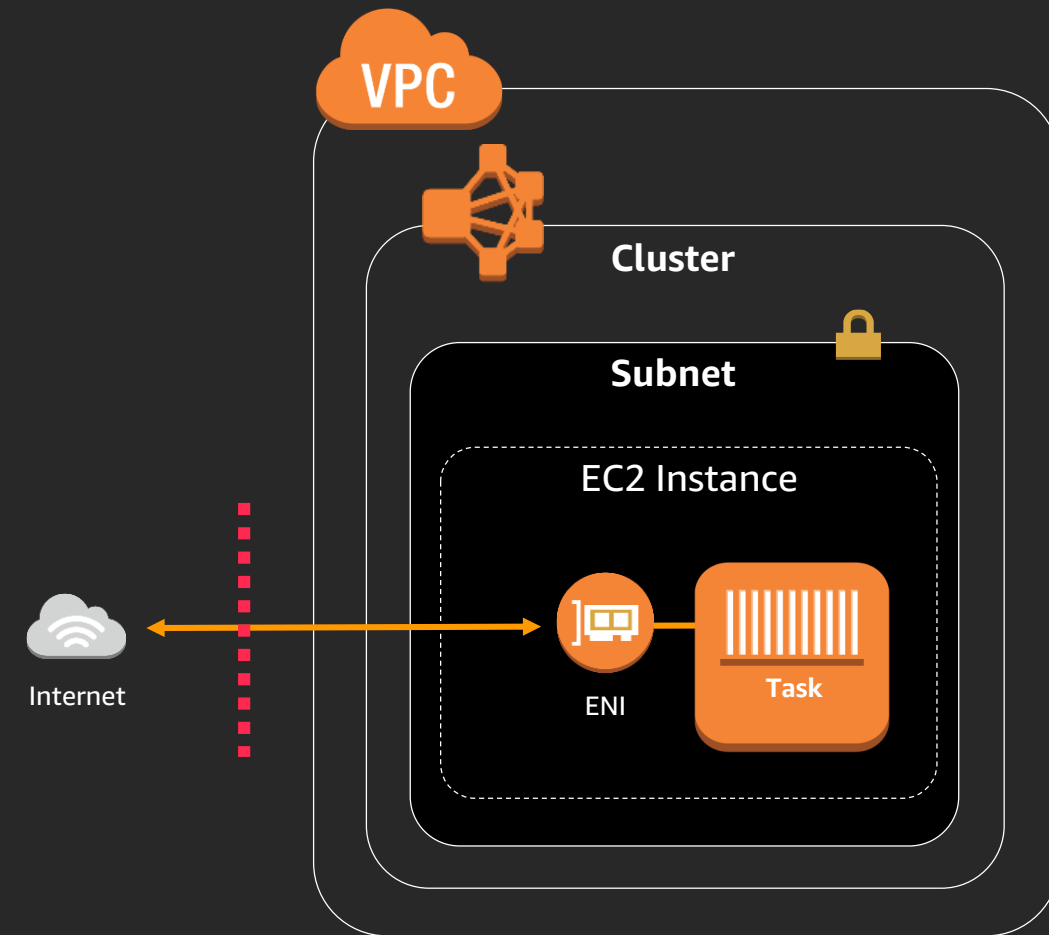 VPC
Cluster
Subnet
EC2 Instance
Internet
ENI
Task